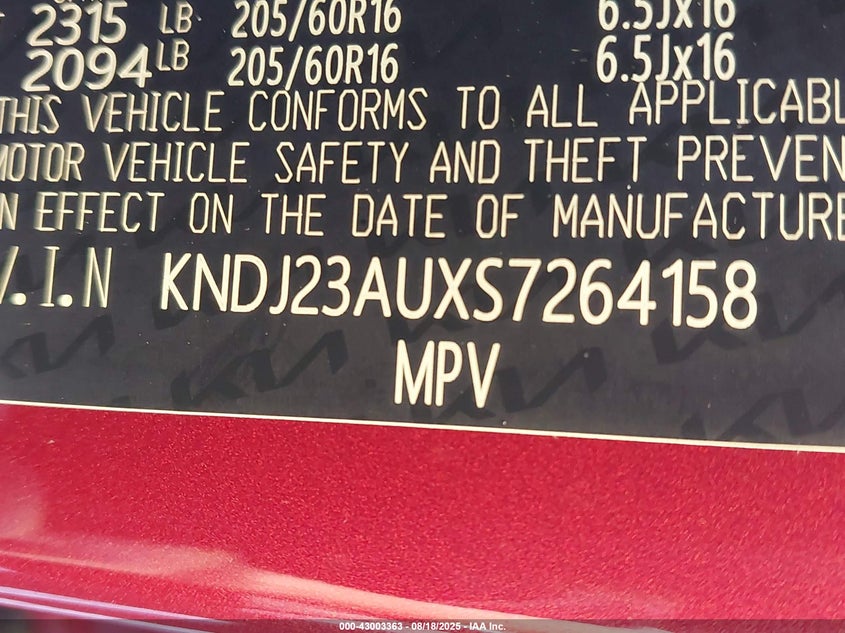 2315 LB 205/60R16 6.5Jx16
2094 LB 205/60R16 6.5Jx16
THIS VEHICLE CONFORMS TO ALL APPLICABL
MOTOR VEHICLE SAFETY AND THEFT PREVEN
N EFFECT ON THE DATE OF MANUFACTURE
V.I.N KNDJ23AUXS7264158
MPV
000-43003363 - 08/18/2025 - IAA Inc.